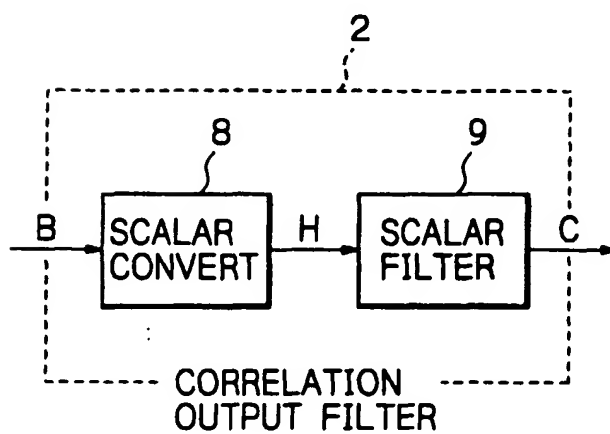 2
8
9
B
SCALAR
CONVERT
H
SCALAR
FILTER
C
CORRELATION
OUTPUT FILTER